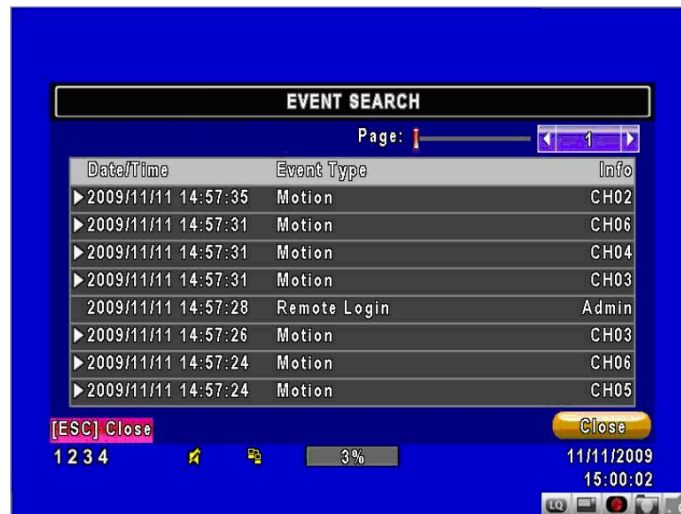 EVENT SEARCH
Page: 1
Date/Time Event Type Info
2009/11/11 14:57:35 Motion CH02
2009/11/11 14:57:31 Motion CH06
2009/11/11 14:57:31 Motion CH04
2009/11/11 14:57:31 Motion CH03
2009/11/11 14:57:28 Remote Login Admin
2009/11/11 14:57:26 Motion CH03
2009/11/11 14:57:24 Motion CH06
2009/11/11 14:57:24 Motion CH05
[ESC] Close Close
1 2 3 4 3% 11/11/2009
15:00:02
LQ